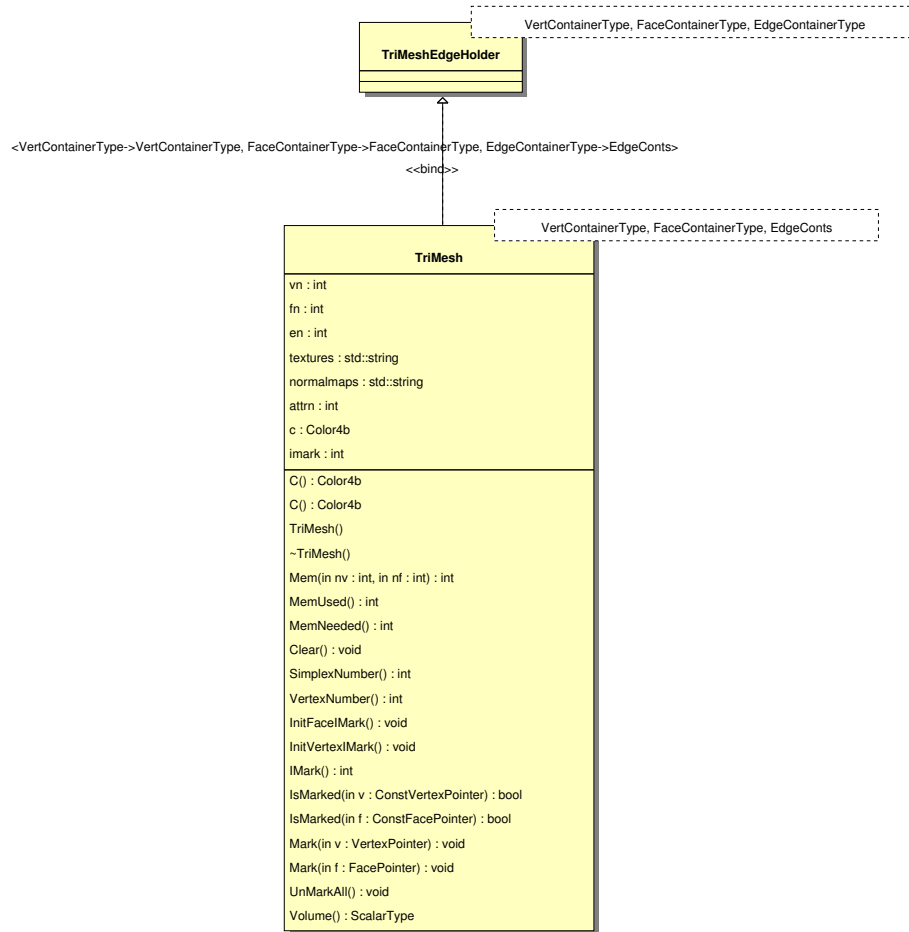 VertContainerType, FaceContainerType, EdgeContainerType
TriMeshEdgeHolder
<VertContainerType->VertContainerType, FaceContainerType->FaceContainerType, EdgeContainerType->EdgeConts>
<<bind>>
VertContainerType, FaceContainerType, EdgeConts
TriMesh
vn : int
fn : int
en : int
textures : std::string
normalmaps : std::string
attrn : int
c : Color4b
imark : int
C() : Color4b
C() : Color4b
TriMesh()
~TriMesh()
Mem(in nv : int, in nf : int) : int
MemUsed() : int
MemNeeded() : int
Clear() : void
SimplexNumber() : int
VertexNumber() : int
InitFaceIMark() : void
InitVertexIMark() : void
IMark() : int
IsMarked(in v : ConstVertexPointer) : bool
IsMarked(in f : ConstFacePointer) : bool
Mark(in v : VertexPointer) : void
Mark(in f : FacePointer) : void
UnMarkAll() : void
Volume() : ScalarType